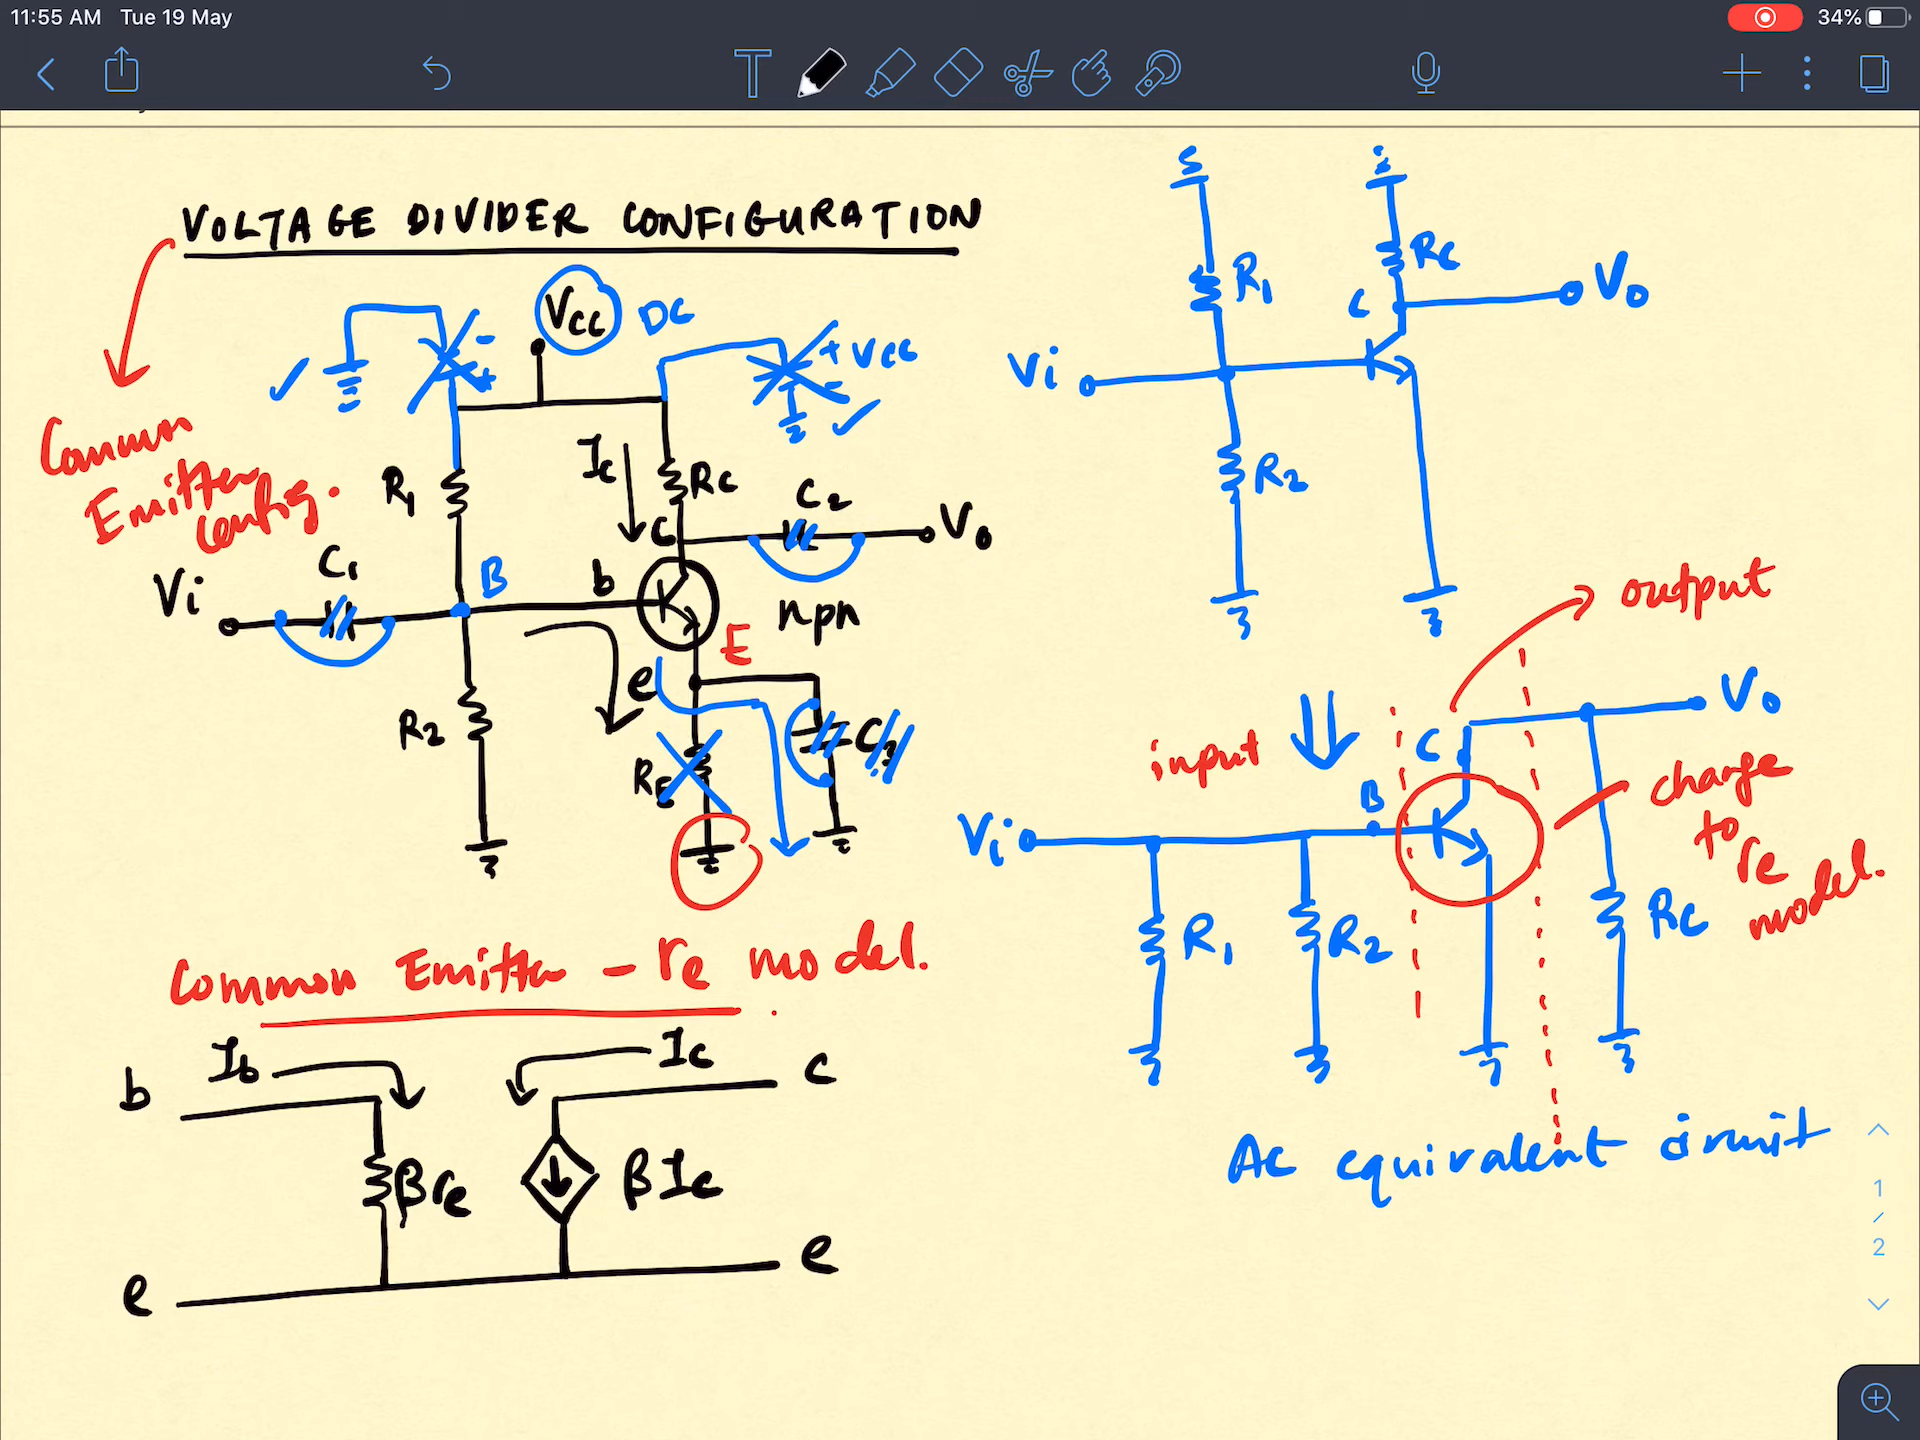 11:55 AM Tue 19 May
34%
T
VOLTAGE DIVIDER CONFIGURATION
Common
Emitter
config.
Vcc
DC
-
+
+ Vcc
-
R1
Ic
Rc
C
C2
Vo
Vi
C1
B
b
npn
E
e
R2
RE
C3
R1
Rc
C
Vo
Vi
R2
output
input
Vo
C
B
Vi
R1
R2
Rc
change
to
re
model.
AC equivalent circuit
Common Emitter - re model.
Ib
Ic
b
c
βre
βIc
e
e
1
/
2